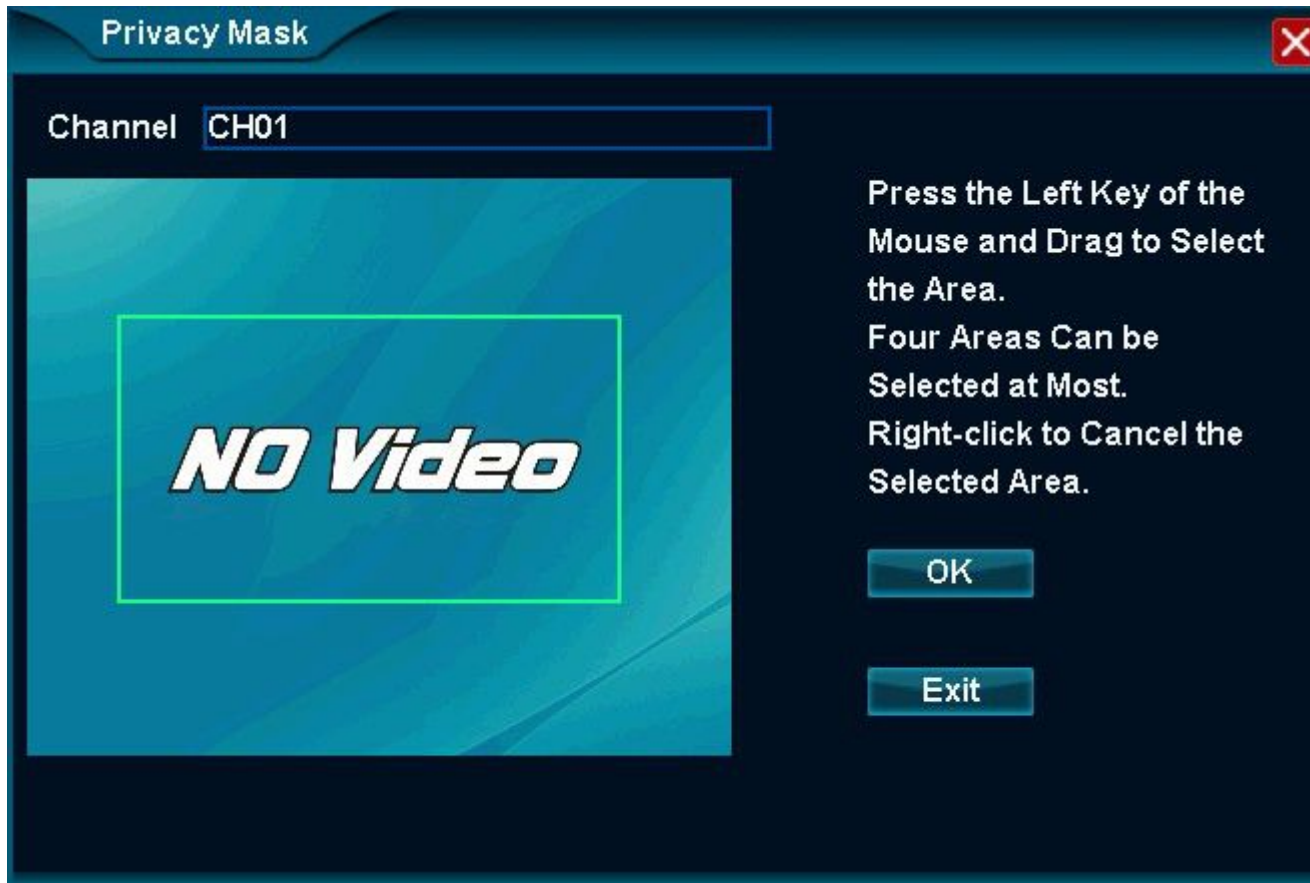 Privacy Mask
Channel CH01
Press the Left Key of the
Mouse and Drag to Select
the Area.
Four Areas Can be
Selected at Most.
Right-click to Cancel the
Selected Area.
NO Video
OK
Exit